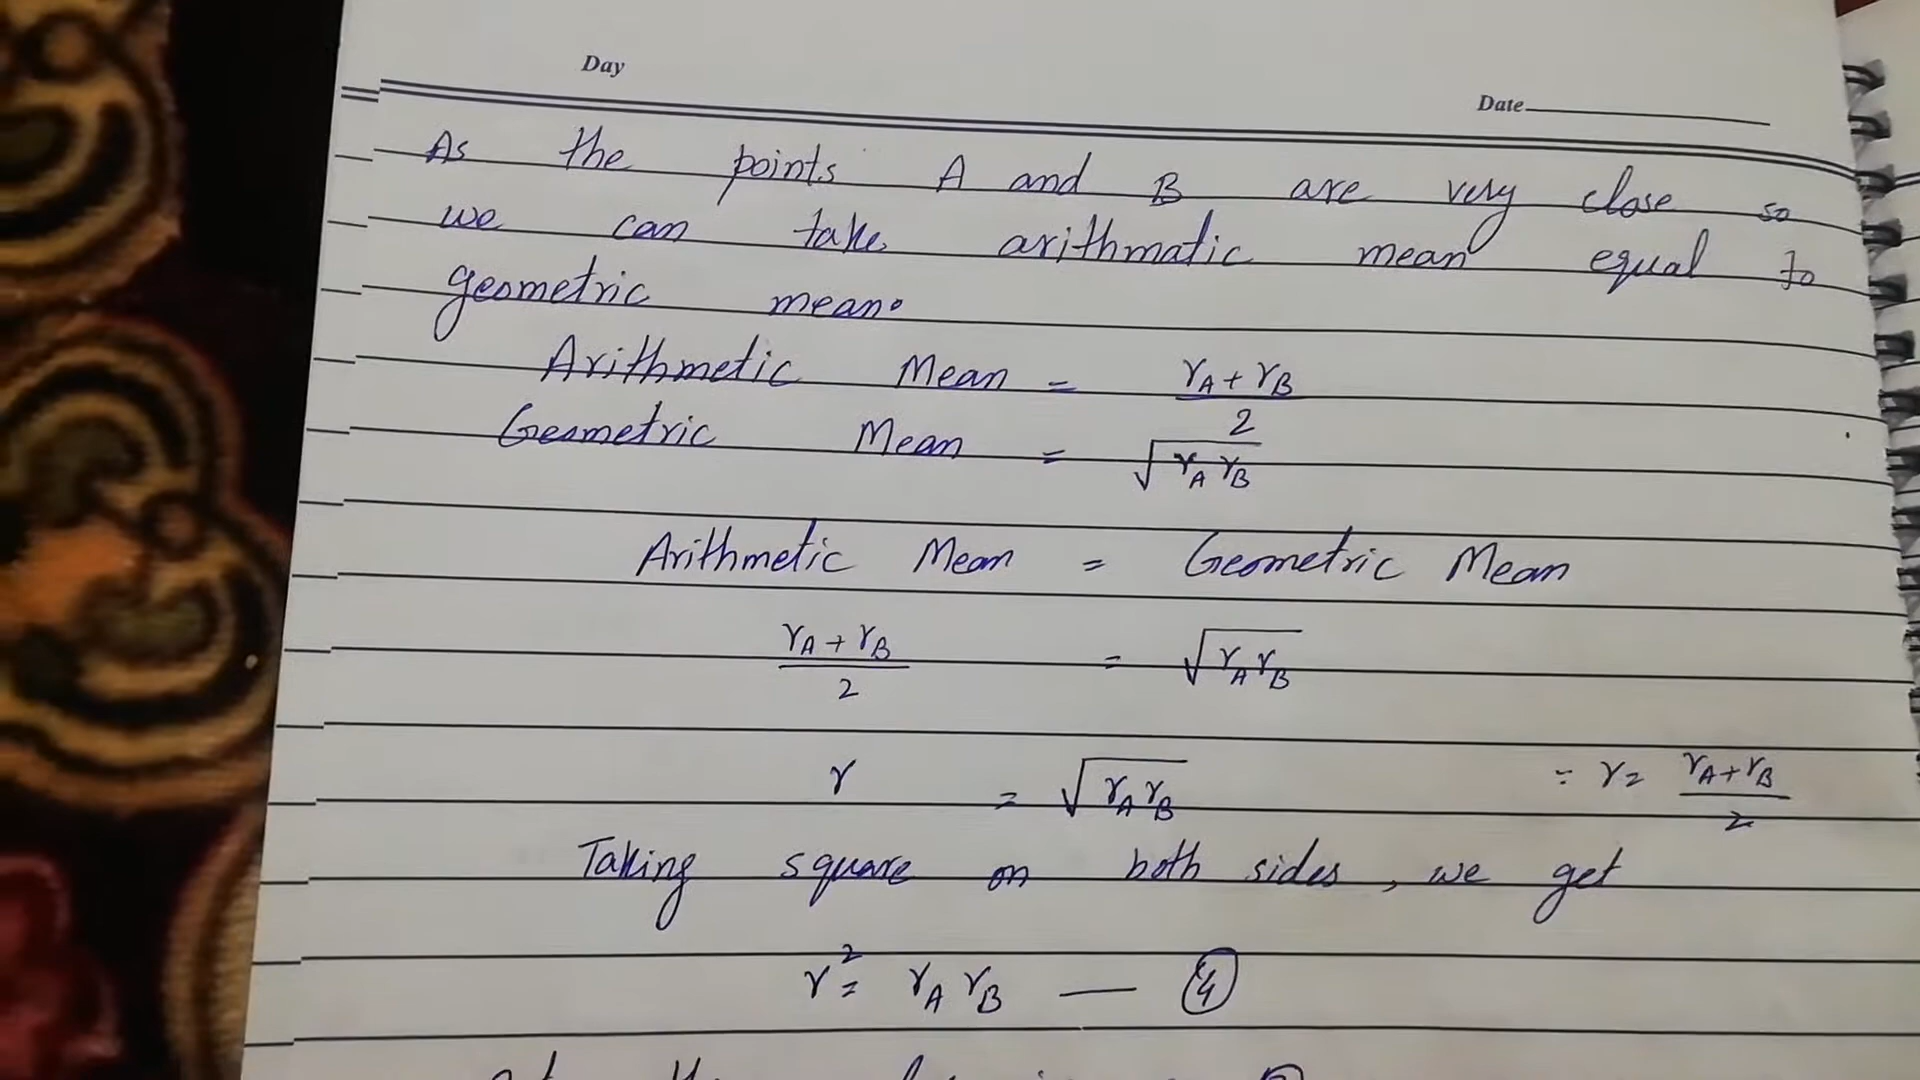 Day
Date
As the points A and B are very close so
we can take arithmatic mean equal to
geometric mean.
Arithmetic Mean = rA + rB / 2
Geometric Mean = √rA rB
Arithmetic Mean = Geometric Mean
rA + rB / 2 = √rA rB
r = √rA rB ∵ r = rA + rB / 2
Taking square on both sides, we get
r² = rA rB — ④